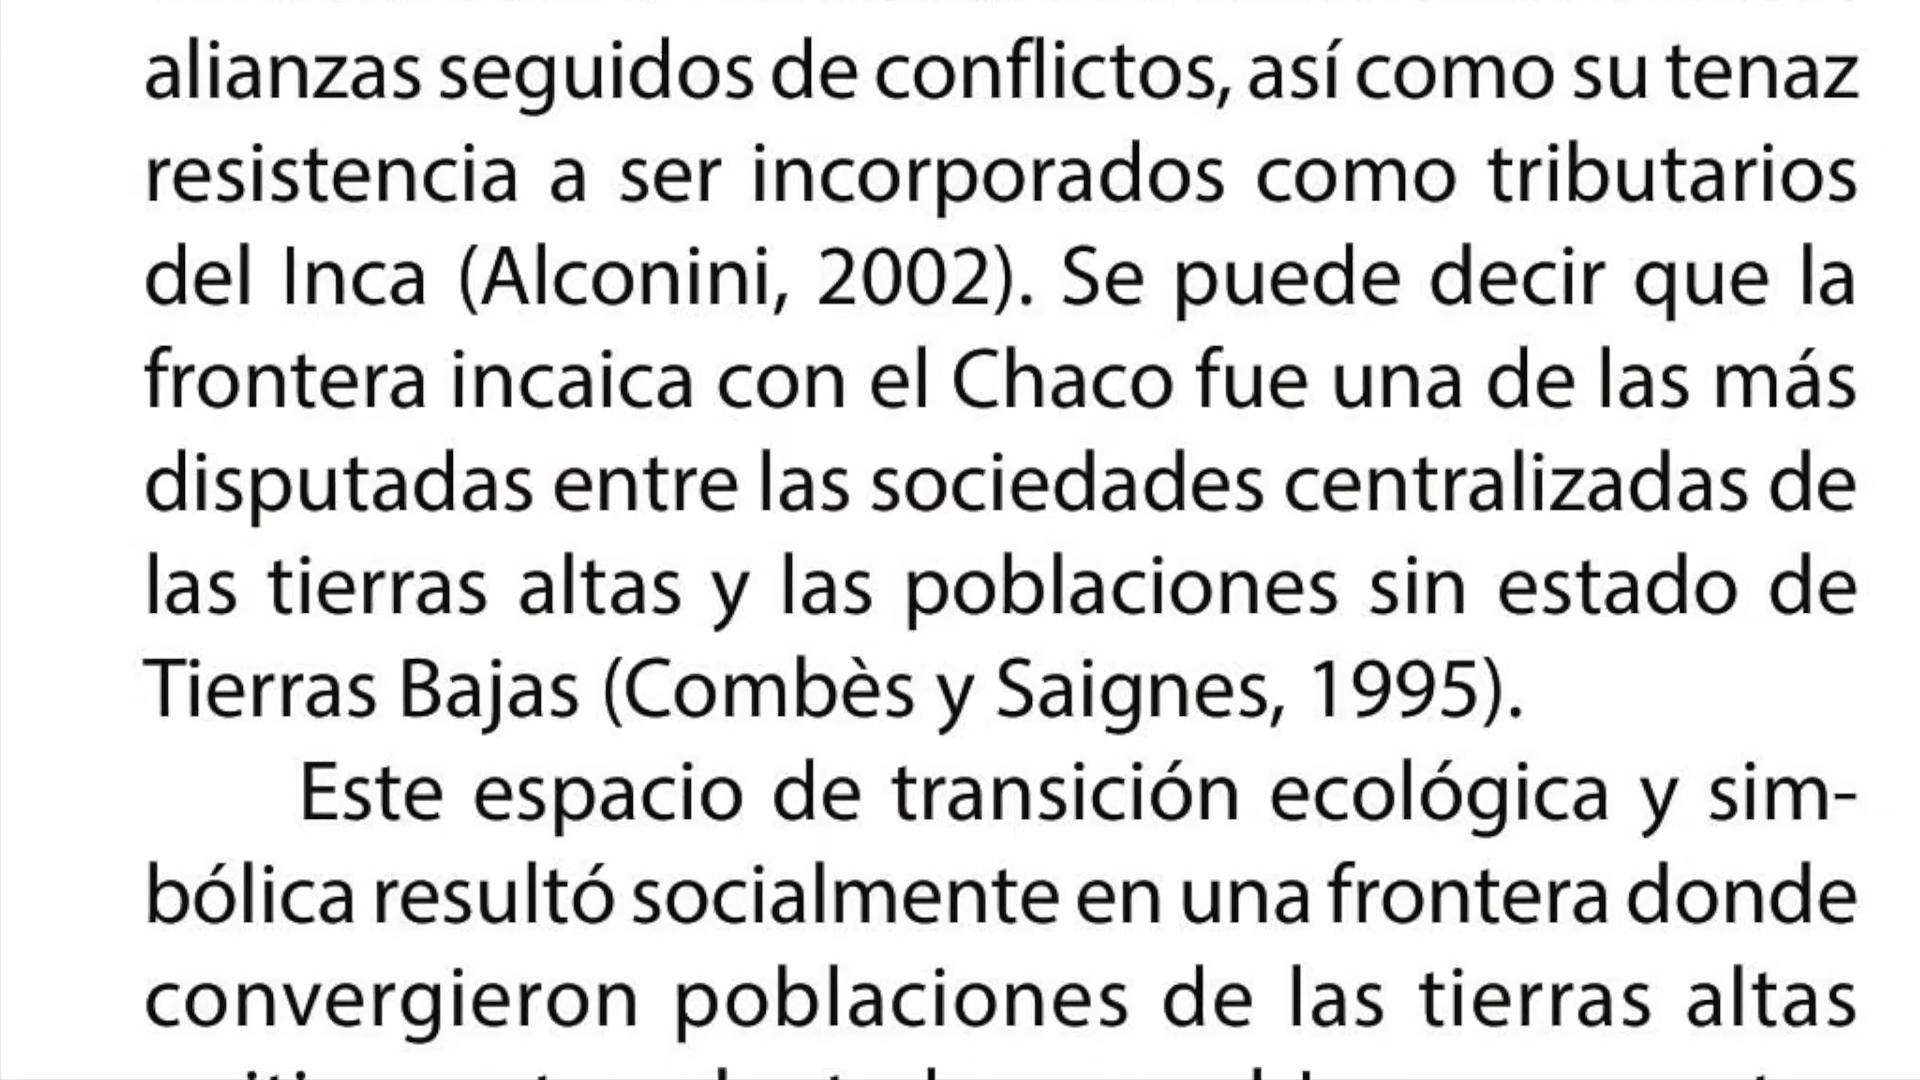 alianzas seguidos de conflictos, así como su tenaz
resistencia a ser incorporados como tributarios
del Inca (Alconini, 2002). Se puede decir que la
frontera incaica con el Chaco fue una de las más
disputadas entre las sociedades centralizadas de
las tierras altas y las poblaciones sin estado de
Tierras Bajas (Combès y Saignes, 1995).
Este espacio de transición ecológica y sim-
bólica resultó socialmente en una frontera donde
convergieron poblaciones de las tierras altas